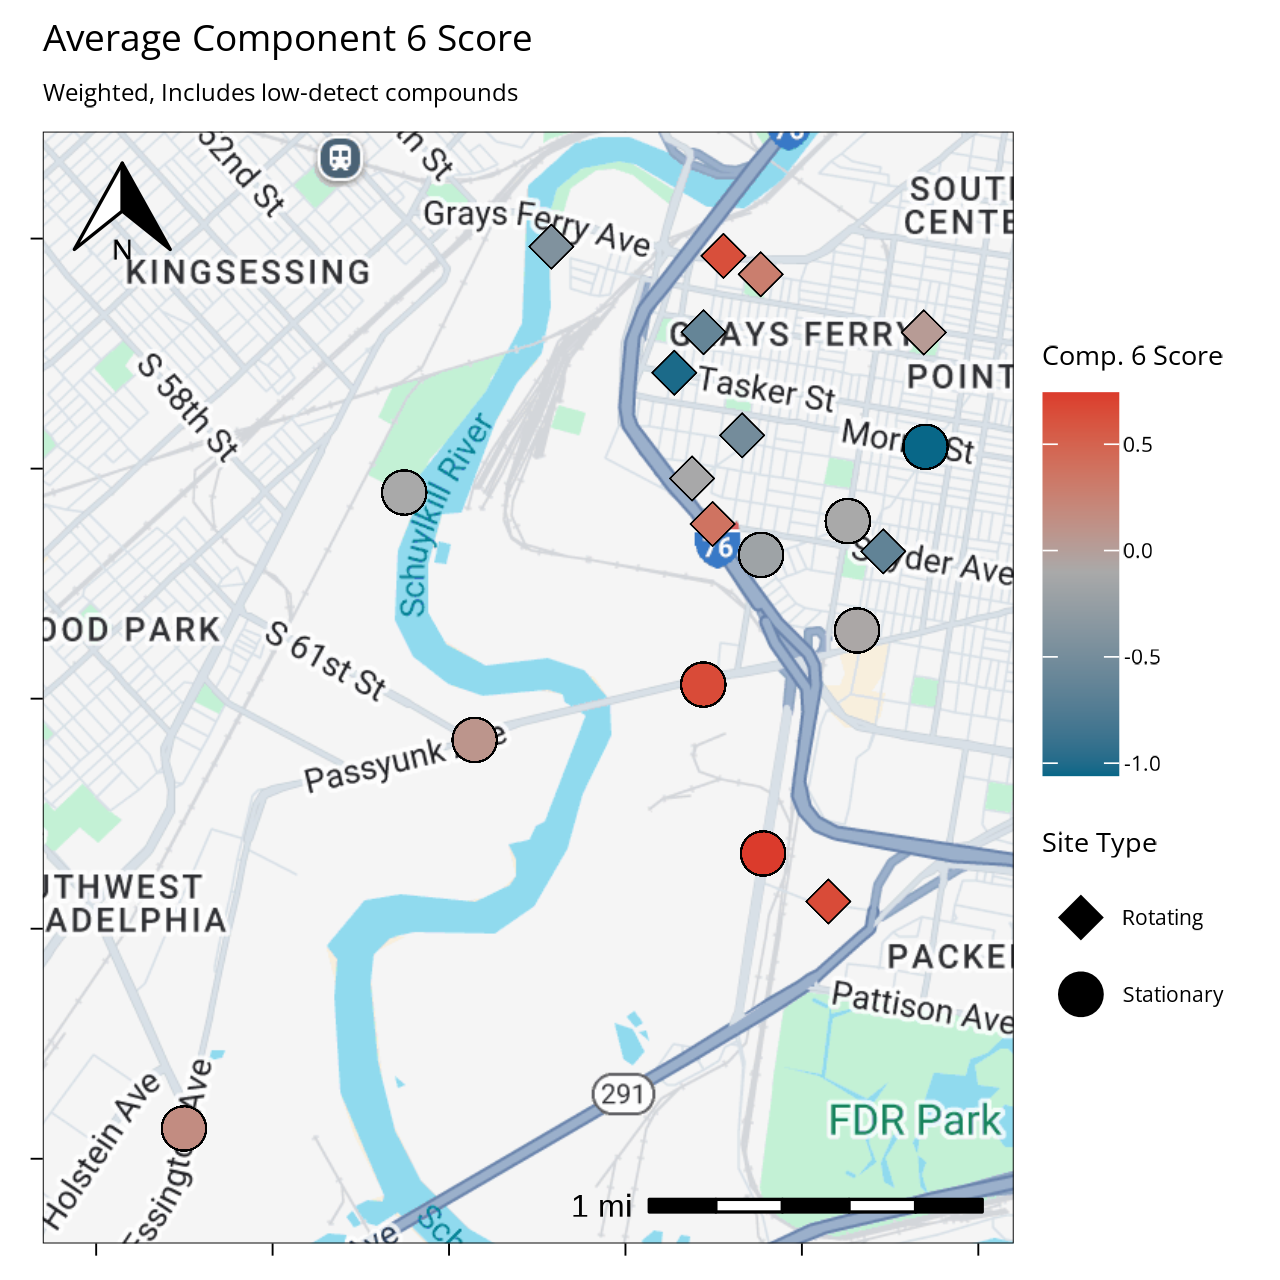 Average Component 6 Score
Weighted, Includes low-detect compounds
52nd St
th St
76
SOUTH
CENTE
Grays Ferry Ave
N
KINGSESSING
GRAYS FERRY
POINT
S 58th St
Tasker St
Morris St
Schuylkill River
76
Snyder Ave
OOD PARK
S 61st St
Passyunk Ave
UTHWEST
ADELPHIA
PACKE
Pattison Ave
291
FDR Park
Holstein Ave
Essington Ave
1 mi
Ave
Sch
Comp. 6 Score
0.5
0.0
-0.5
-1.0
Site Type
Rotating
Stationary